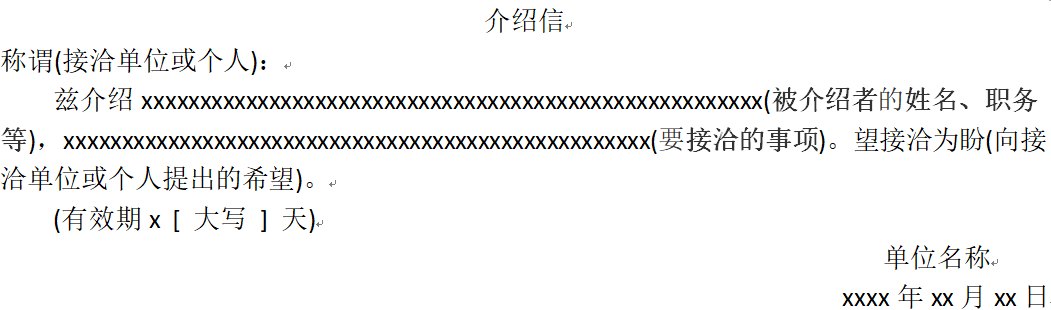 介绍信
称谓(接洽单位或个人)：
兹介绍 xxxxxxxxxxxxxxxxxxxxxxxxxxxxxxxxxxxxxxxxxxxxxxxxxxxxxx(被介绍者的姓名、职务
等)，xxxxxxxxxxxxxxxxxxxxxxxxxxxxxxxxxxxxxxxxxxxxxxxxxxx(要接洽的事项)。望接洽为盼(向接
洽单位或个人提出的希望)。
(有效期 x [ 大写 ] 天)
单位名称
xxxx 年 xx 月 xx 日